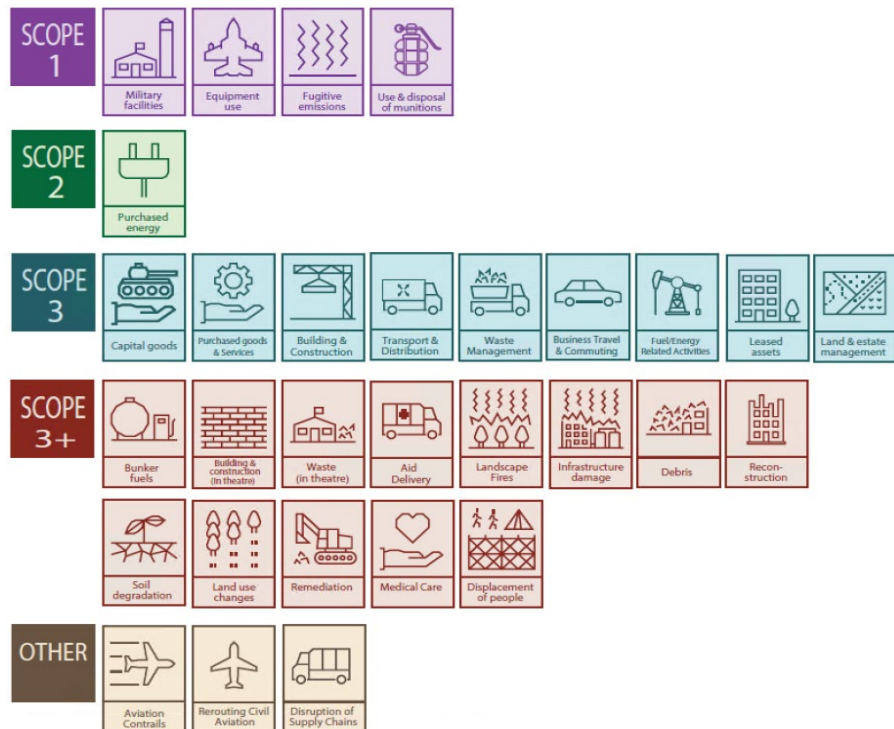 SCOPE
1
Military
facilities
Equipment
use
Fugitive
emissions
Use & disposal
of munitions
SCOPE
2
Purchased
energy
SCOPE
3
Capital goods
Purchased goods
& Services
Building &
Construction
Transport &
Distribution
Waste
Management
Business Travel
& Commuting
Fuel/Energy
Related Activities
Leased
assets
Land & estate
management
SCOPE
3+
Bunker
fuels
Building &
construction
(In theatre)
Waste
(in theatre)
Aid
Delivery
Landscape
Fires
Infrastructure
damage
Debris
Recon-
struction
Soil
degradation
Land use
changes
Remediation
Medical Care
Displacement
of people
OTHER
Aviation
Contrails
Rerouting Civil
Aviation
Disruption of
Supply Chains